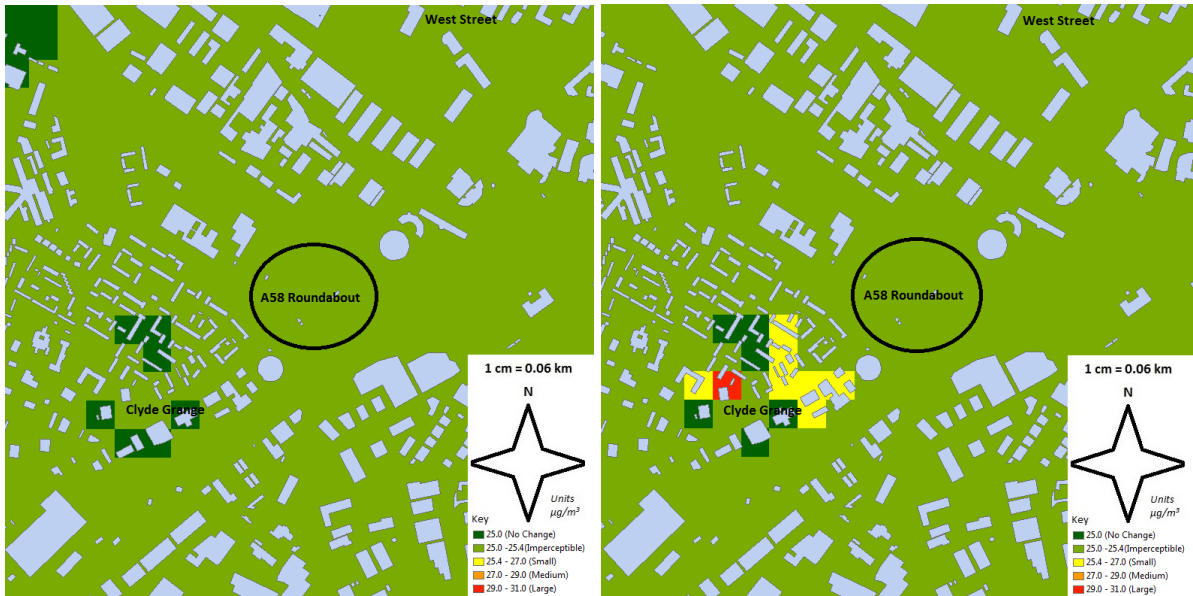 West Street
A58 Roundabout
Clyde Grange
1 cm = 0.06 km
N
Units
µg/m³
Key
25.0 (No Change)
25.0 -25.4(Imperceptible)
25.4 - 27.0 (Small)
27.0 - 29.0 (Medium)
29.0 - 31.0 (Large)
West Street
A58 Roundabout
Clyde Grange
1 cm = 0.06 km
N
Units
µg/m³
Key
25.0 (No Change)
25.0 -25.4(Imperceptible)
25.4 - 27.0 (Small)
27.0 - 29.0 (Medium)
29.0 - 31.0 (Large)